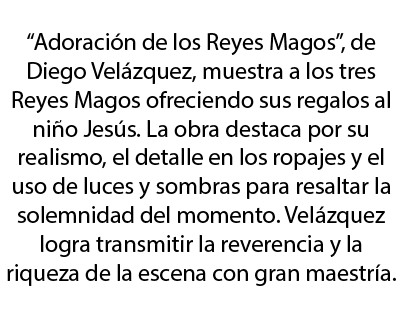 “Adoración de los Reyes Magos”, de
Diego Velázquez, muestra a los tres
Reyes Magos ofreciendo sus regalos al
niño Jesús. La obra destaca por su
realismo, el detalle en los ropajes y el
uso de luces y sombras para resaltar la
solemnidad del momento. Velázquez
logra transmitir la reverencia y la
riqueza de la escena con gran maestría.